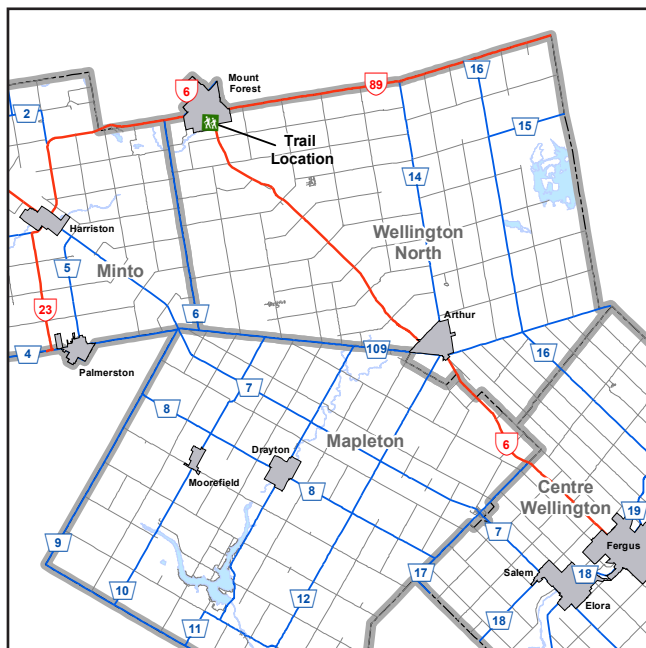 16
6
Mount
Forest
89
2
15
Trail
Location
14
Harriston
Wellington
North
5
Minto
23
6
Arthur
109
4
16
Palmerston
7
8
Mapleton
Drayton
6
Moorefield
8
Centre
Wellington
19
7
9
Fergus
17
Salem
18
10
12
Elora
11
18